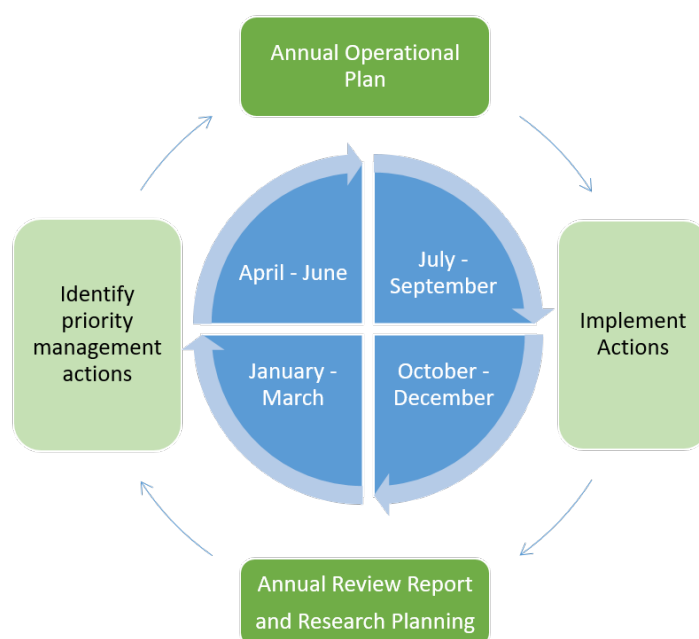 Annual Operational
Plan
April - June
July -
September
Identify
priority
management
actions
Implement
Actions
January -
March
October -
December
Annual Review Report
and Research Planning